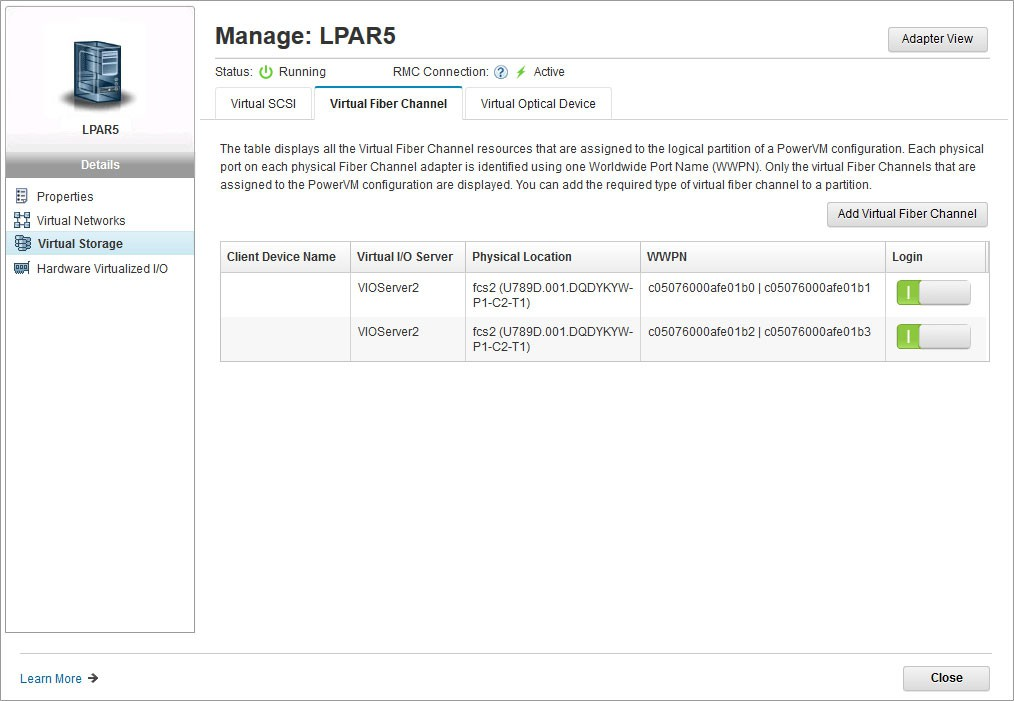 Manage: LPAR5
Adapter View
Status: Running RMC Connection: ? Active
Virtual SCSI Virtual Fiber Channel Virtual Optical Device
LPAR5
Details
Properties
Virtual Networks
Virtual Storage
Hardware Virtualized I/O
The table displays all the Virtual Fiber Channel resources that are assigned to the logical partition of a PowerVM configuration. Each physical
port on each physical Fiber Channel adapter is identified using one Worldwide Port Name (WWPN). Only the virtual Fiber Channels that are
assigned to the PowerVM configuration are displayed. You can add the required type of virtual fiber channel to a partition.
Add Virtual Fiber Channel
Client Device Name Virtual I/O Server Physical Location WWPN Login
VIOServer2 fcs2 (U789D.001.DQDYKYW- c05076000afe01b0 | c05076000afe01b1
P1-C2-T1)
VIOServer2 fcs2 (U789D.001.DQDYKYW- c05076000afe01b2 | c05076000afe01b3
P1-C2-T1)
Learn More
Close